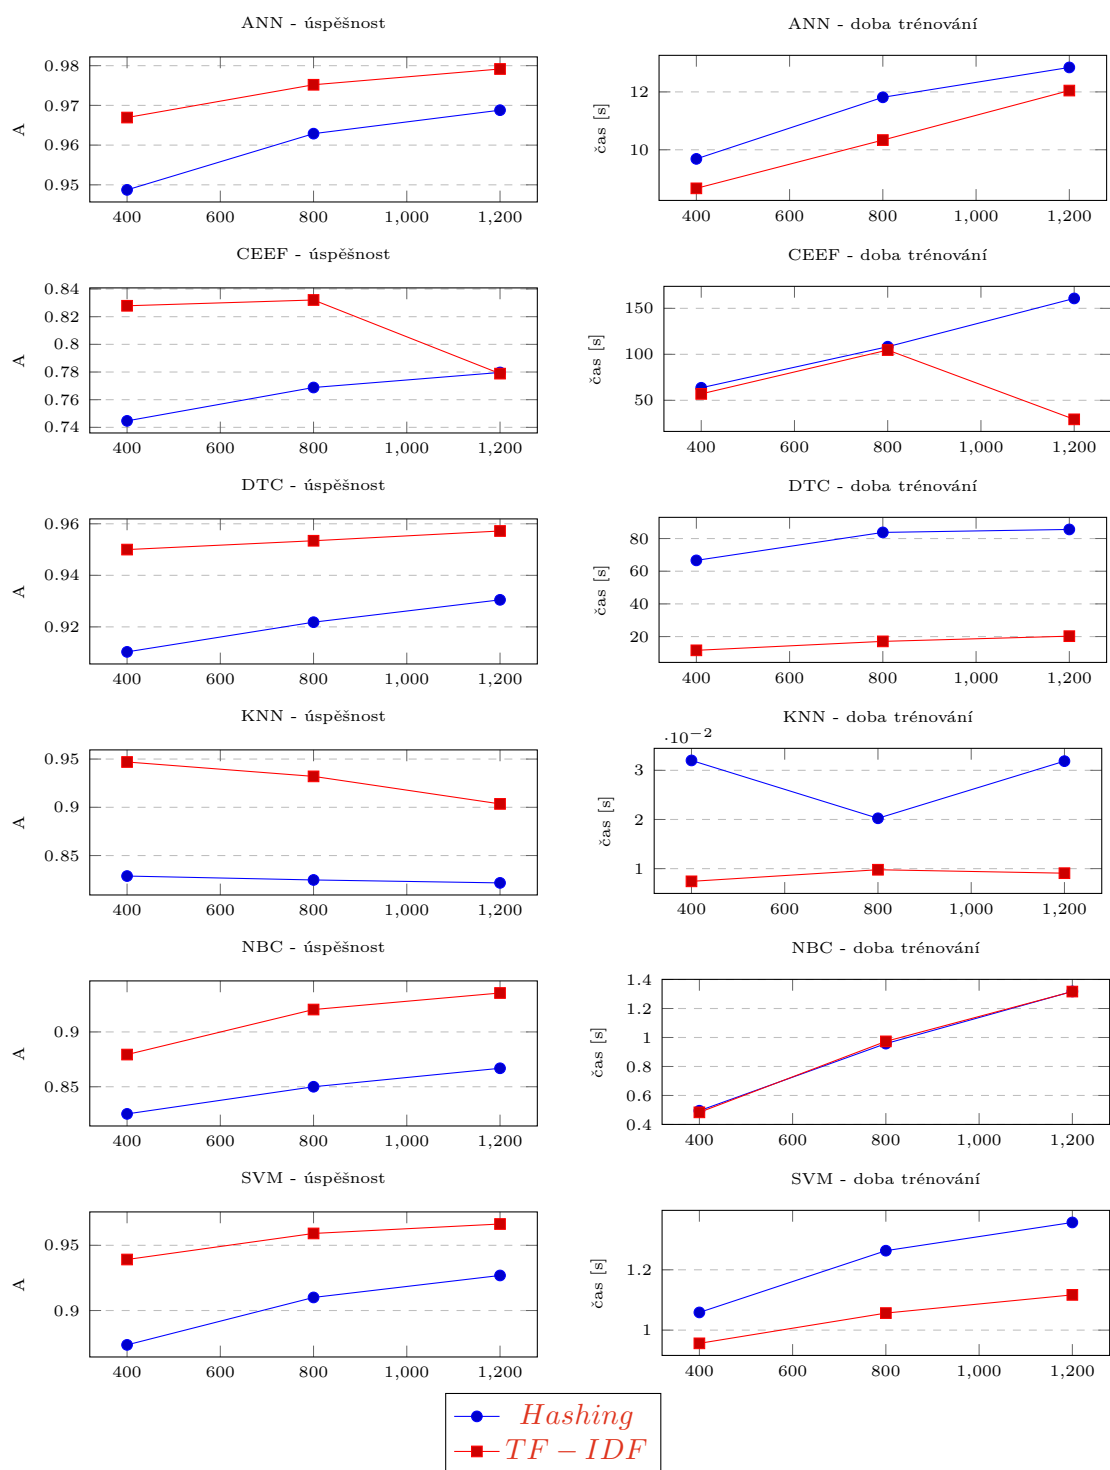 ANN - úspěšnost
0.98
0.97
0.96
0.95
A
400 600 800 1,000 1,200
ANN - doba trénování
12
10
čas [s]
400 600 800 1,000 1,200
CEEF - úspěšnost
0.84
0.82
0.8
0.78
0.76
0.74
A
400 600 800 1,000 1,200
CEEF - doba trénování
150
100
50
čas [s]
400 600 800 1,000 1,200
DTC - úspěšnost
0.96
0.94
0.92
A
400 600 800 1,000 1,200
DTC - doba trénování
80
60
40
20
čas [s]
400 600 800 1,000 1,200
KNN - úspěšnost
0.95
0.9
0.85
A
400 600 800 1,000 1,200
KNN - doba trénování
·10⁻²
3
2
1
čas [s]
400 600 800 1,000 1,200
NBC - úspěšnost
0.9
0.85
A
400 600 800 1,000 1,200
NBC - doba trénování
1.4
1.2
1
0.8
0.6
0.4
čas [s]
400 600 800 1,000 1,200
SVM - úspěšnost
0.95
0.9
A
400 600 800 1,000 1,200
SVM - doba trénování
1.2
1
čas [s]
400 600 800 1,000 1,200
Hashing
TF − IDF